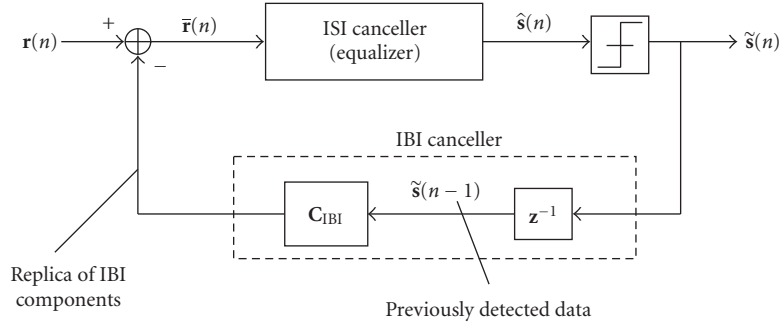 r(n)
+
−
r̄(n)
ISI canceller
(equalizer)
ŝ(n)
s̃(n)
IBI canceller
C_IBI
s̃(n − 1)
z⁻¹
Replica of IBI
components
Previously detected data